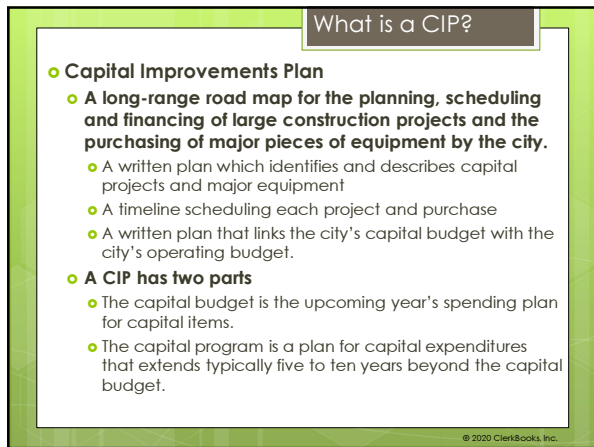 What is a CIP?
Capital Improvements Plan
A long-range road map for the planning, scheduling
and financing of large construction projects and the
purchasing of major pieces of equipment by the city.
A written plan which identifies and describes capital
projects and major equipment
A timeline scheduling each project and purchase
A written plan that links the city's capital budget with the
city's operating budget.
A CIP has two parts
The capital budget is the upcoming year's spending plan
for capital items.
The capital program is a plan for capital expenditures
that extends typically five to ten years beyond the capital
budget.
© 2020 ClerkBooks, Inc.